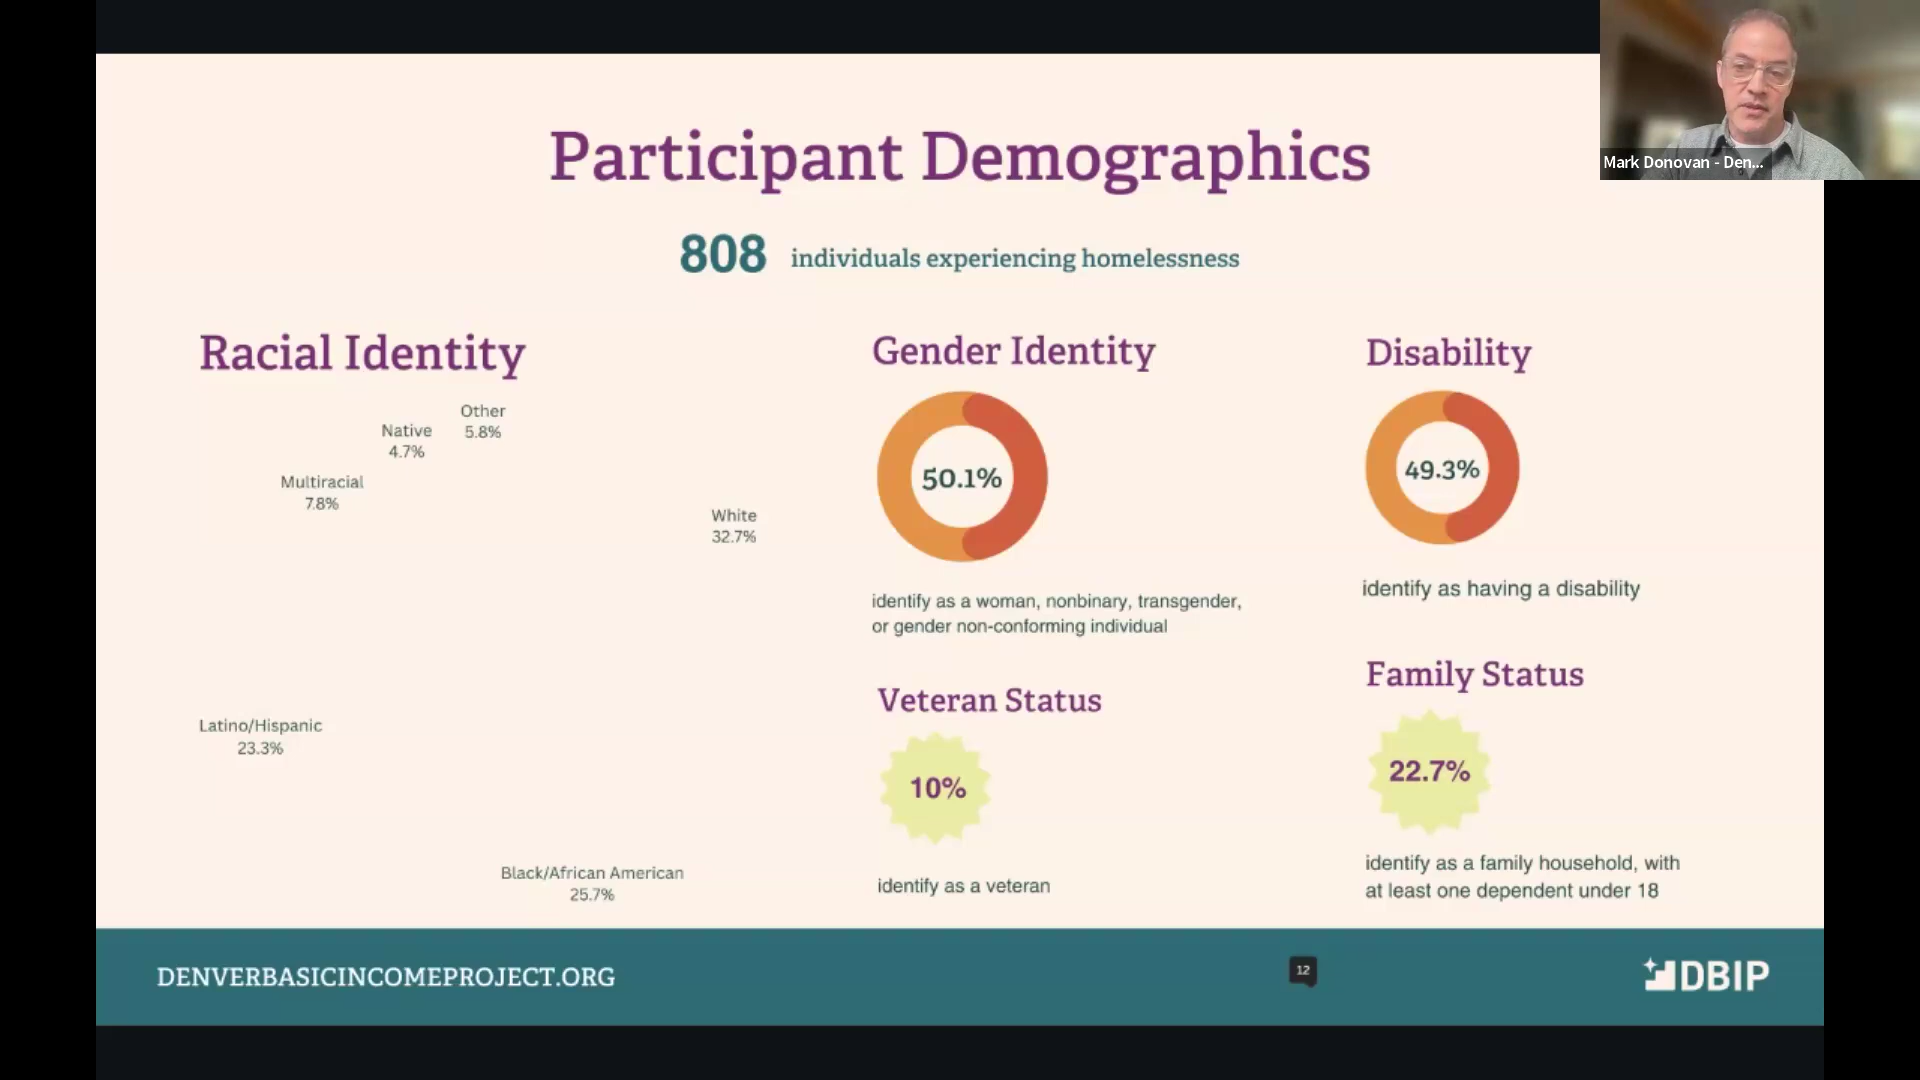 Mark Donovan - Den...
Participant Demographics
808 individuals experiencing homelessness
Racial Identity
Other
5.8%
Native
4.7%
Multiracial
7.8%
White
32.7%
Latino/Hispanic
23.3%
Black/African American
25.7%
Gender Identity
50.1%
identify as a woman, nonbinary, transgender,
or gender non-conforming individual
Veteran Status
10%
identify as a veteran
Disability
49.3%
identify as having a disability
Family Status
22.7%
identify as a family household, with
at least one dependent under 18
DENVERBASICINCOMEPROJECT.ORG
12
DBIP